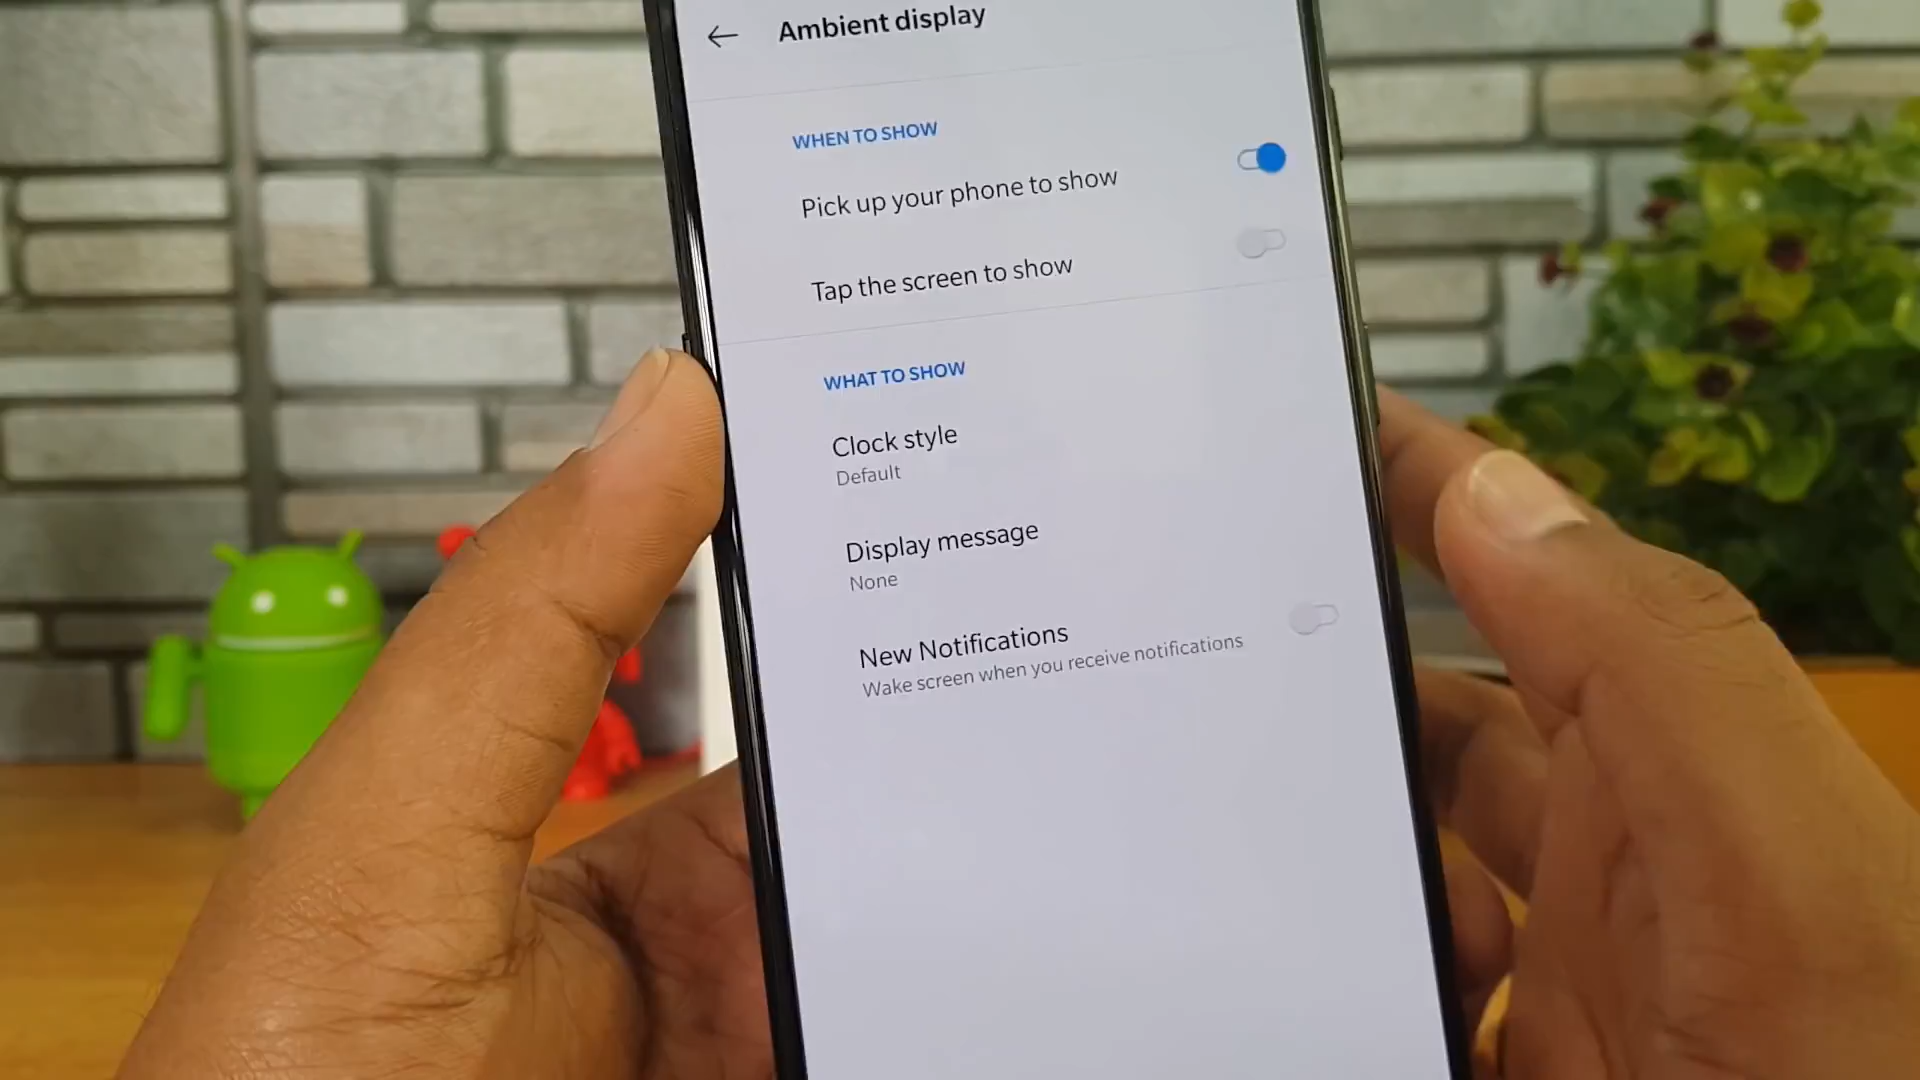 Ambient display
WHEN TO SHOW
Pick up your phone to show
Tap the screen to show
WHAT TO SHOW
Clock style
Default
Display message
None
New Notifications
Wake screen when you receive notifications